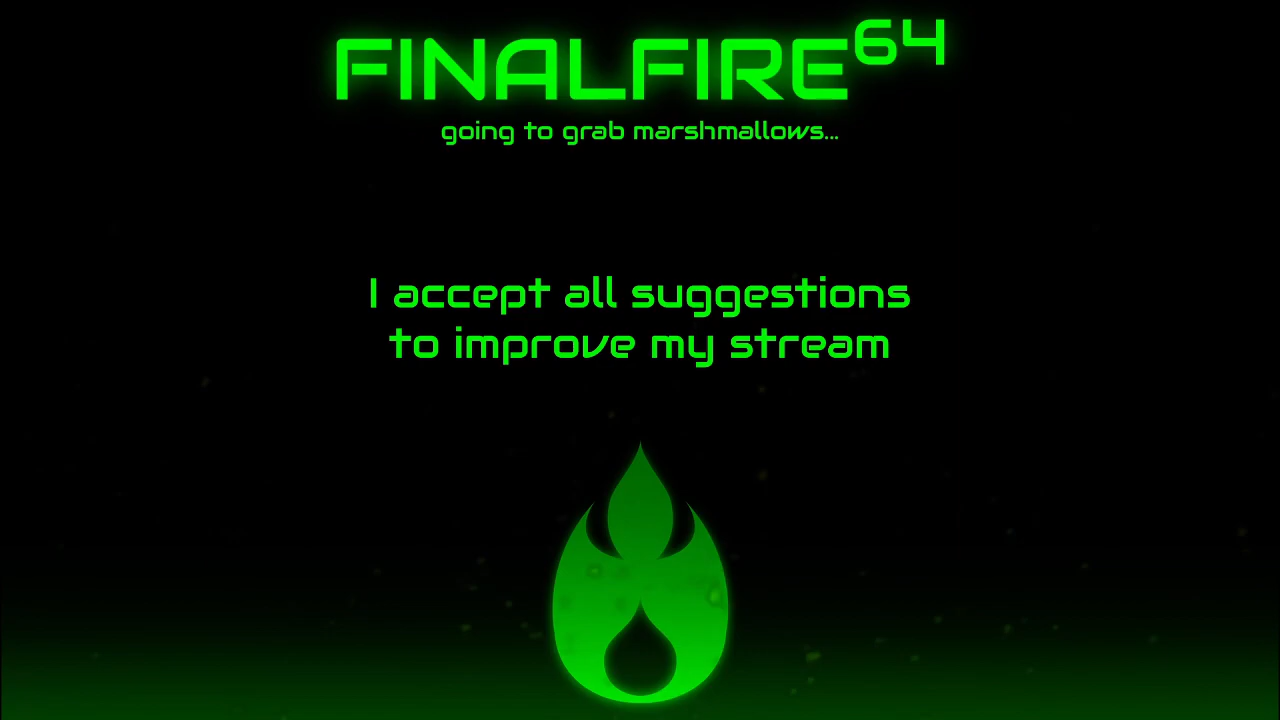 FINALFIRE64
going to grab marshmallows...
I accept all suggestions
to improve my stream